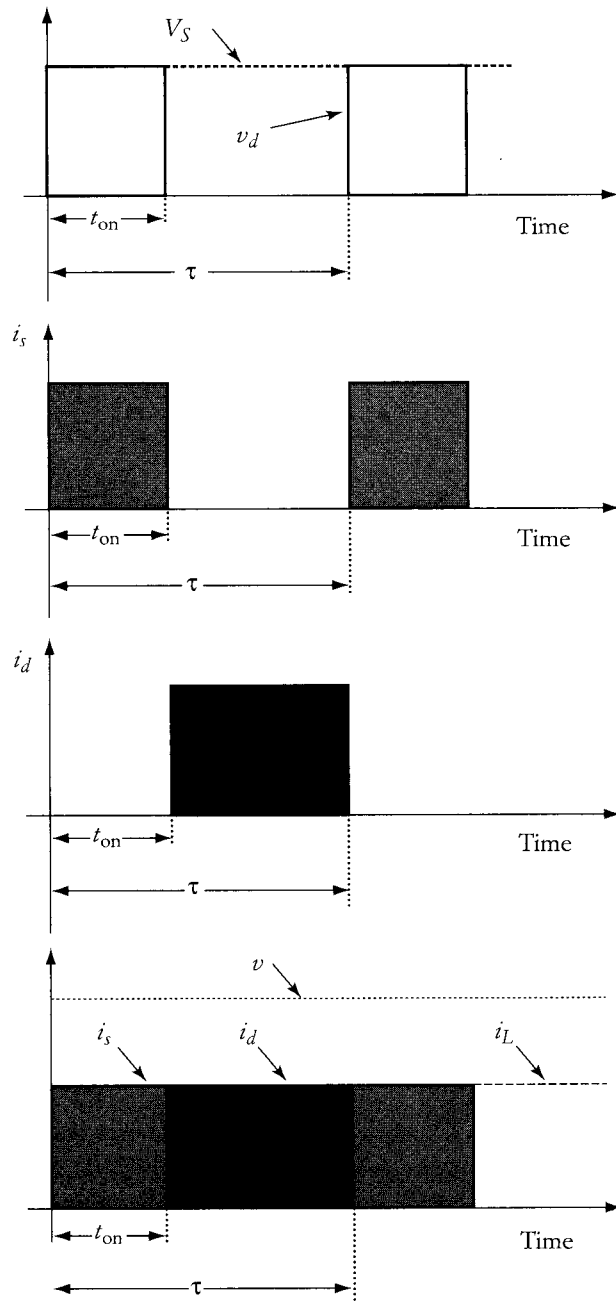 V_S
v_d
t_on
Time
τ
i_s
t_on
Time
τ
i_d
t_on
Time
τ
v
i_s
i_d
i_L
t_on
Time
τ